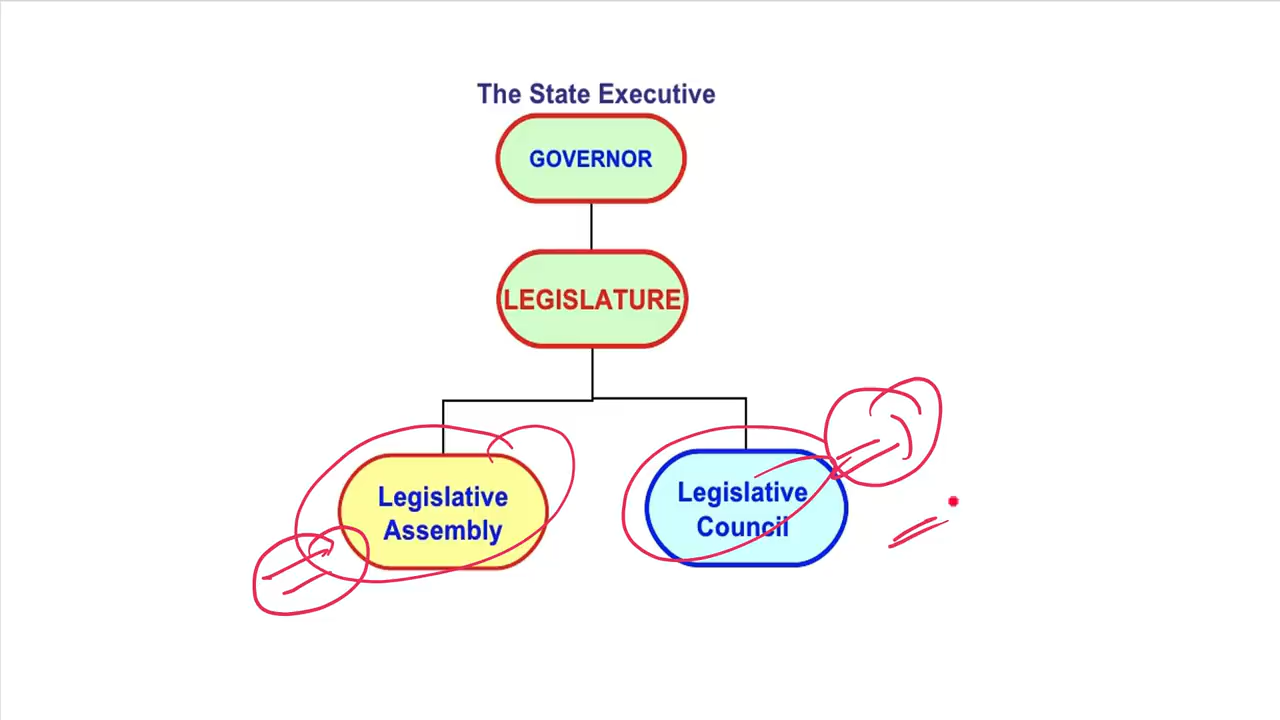 The State Executive
GOVERNOR
LEGISLATURE
Legislative
Assembly
Legislative
Council